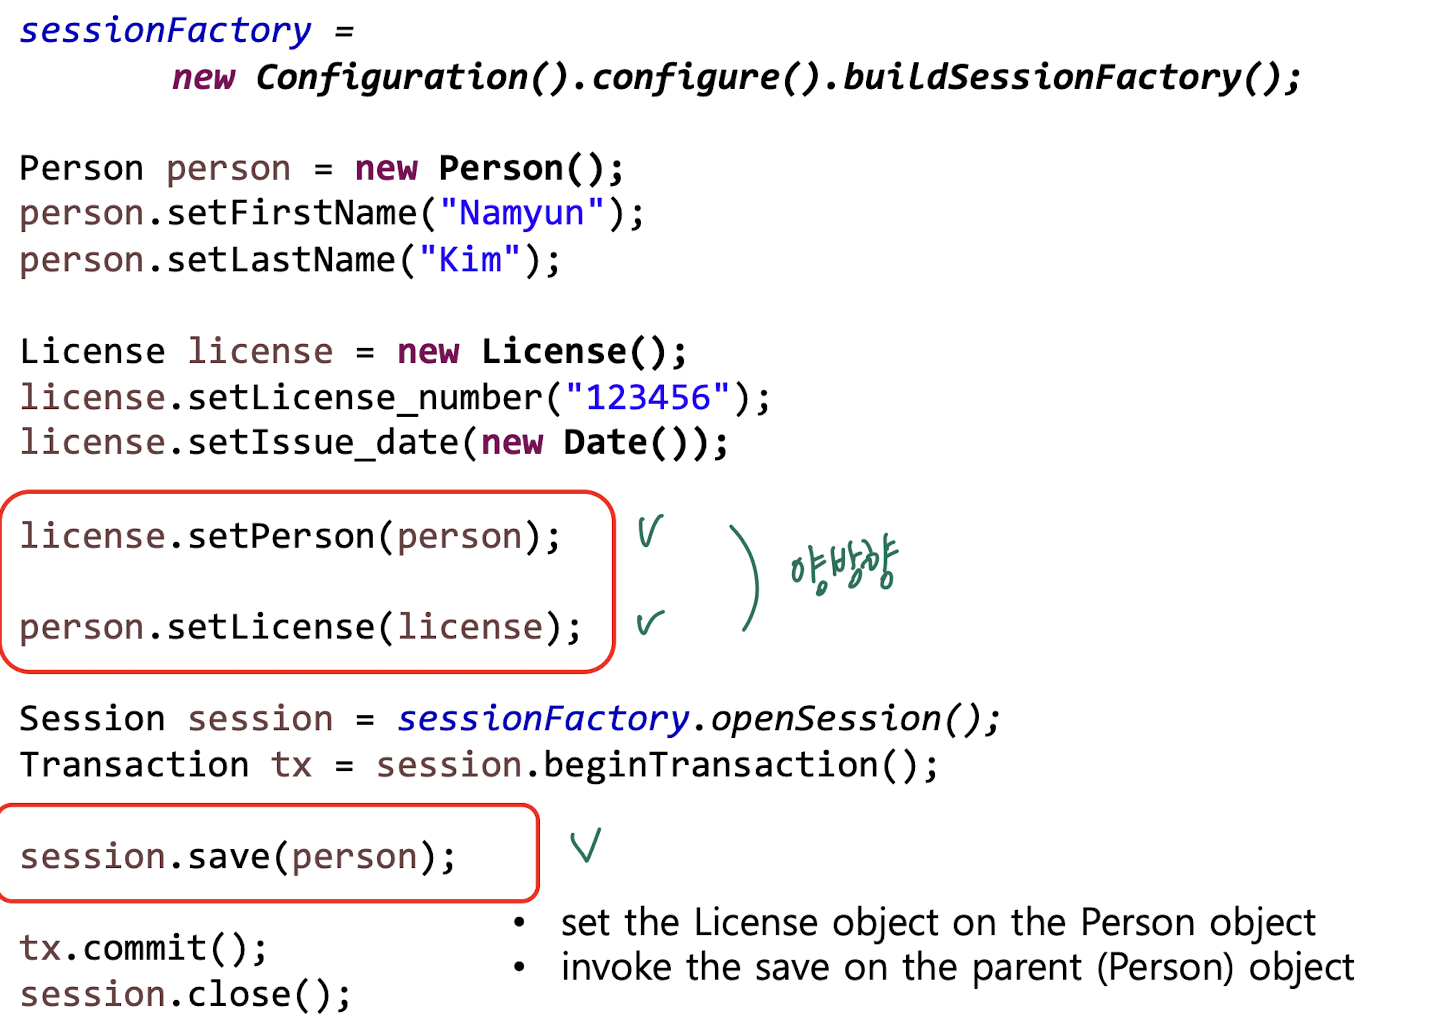 sessionFactory =
new Configuration().configure().buildSessionFactory();
Person person = new Person();
person.setFirstName("Namyun");
person.setLastName("Kim");
License license = new License();
license.setLicense_number("123456");
license.setIssue_date(new Date());
license.setPerson(person);
양방향
person.setLicense(license);
Session session = sessionFactory.openSession();
Transaction tx = session.beginTransaction();
session.save(person);
• set the License object on the Person object
• invoke the save on the parent (Person) object
tx.commit();
session.close();